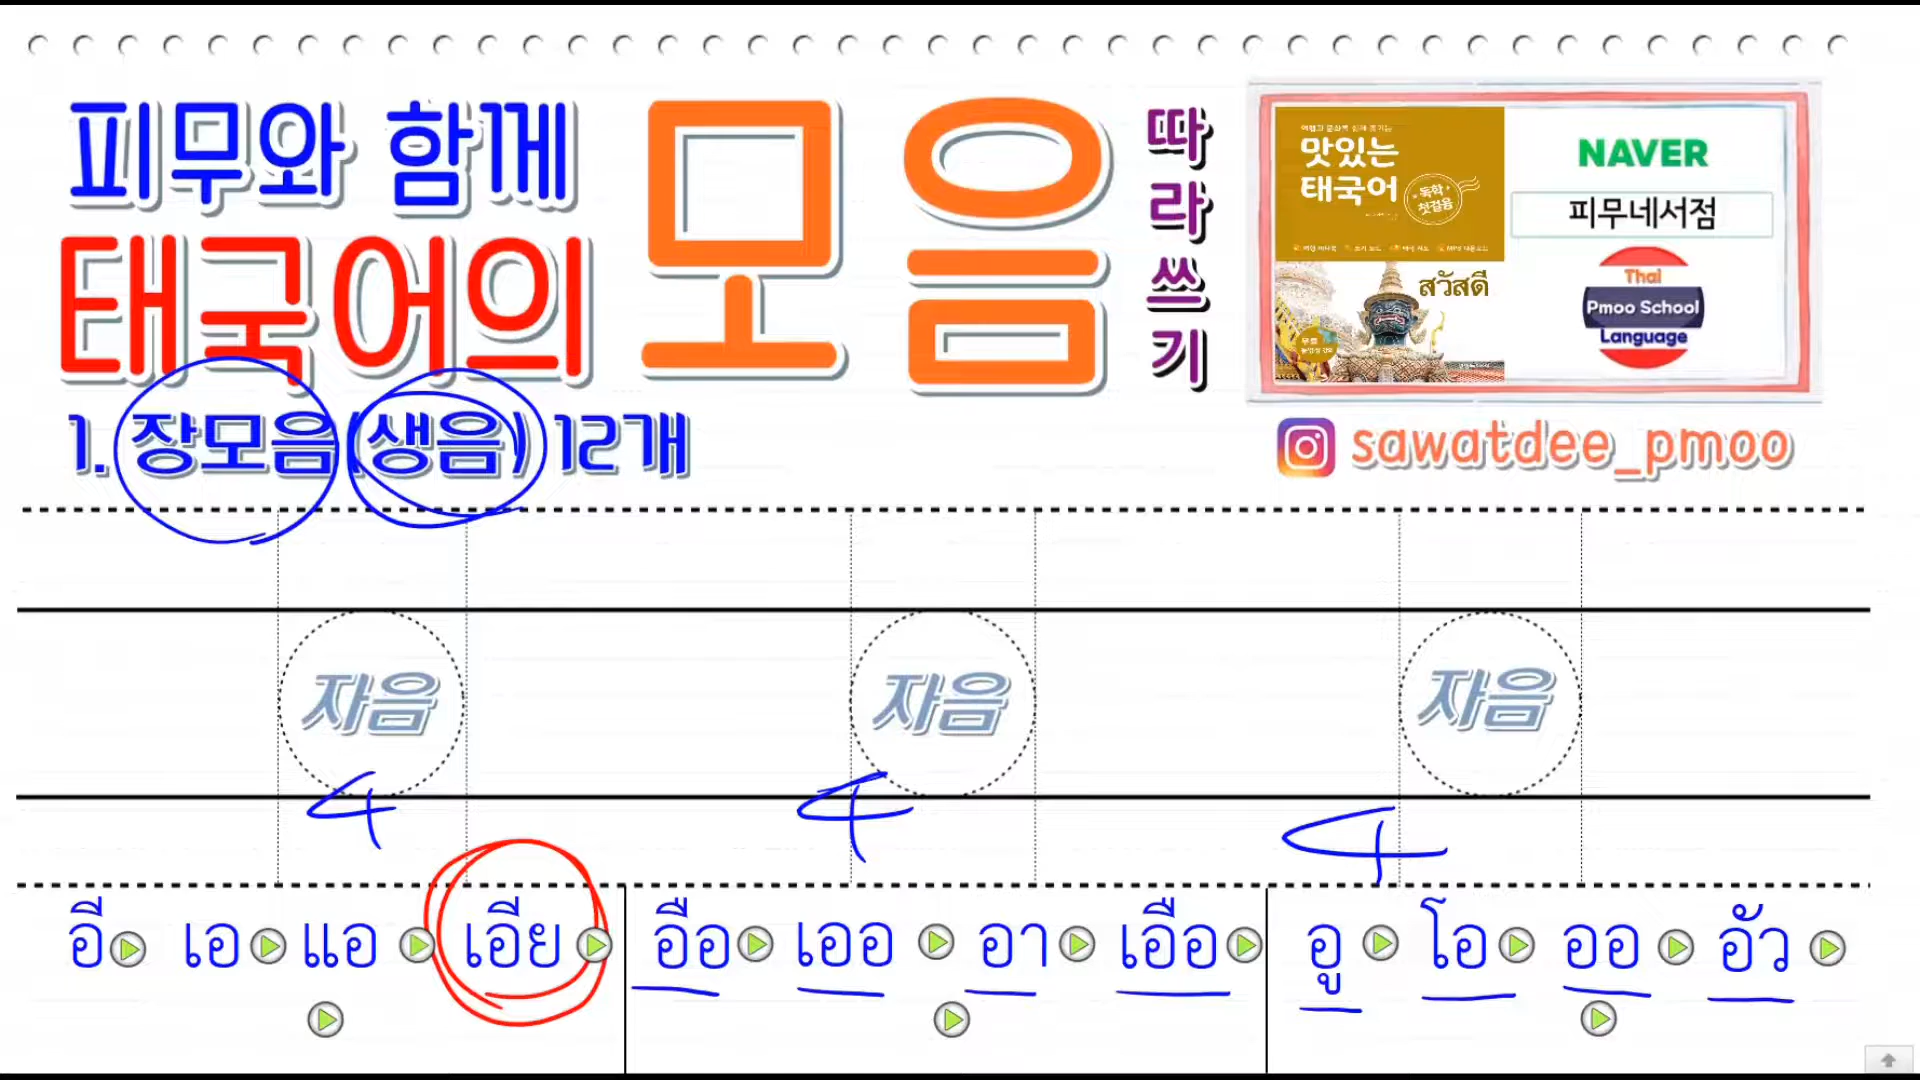 피무와 함께
태국어의
모음
따라쓰기
맛있는
태국어
독학
첫걸음
สวัสดี
NAVER
피무네서점
Thai
Pmoo School
Language
1. 장모음(생음) 12개
sawatdee_pmoo
자음 자음 자음
4 4 4
อี เอ แอ เอีย อือ เออ อา เอือ อู โอ ออ อัว